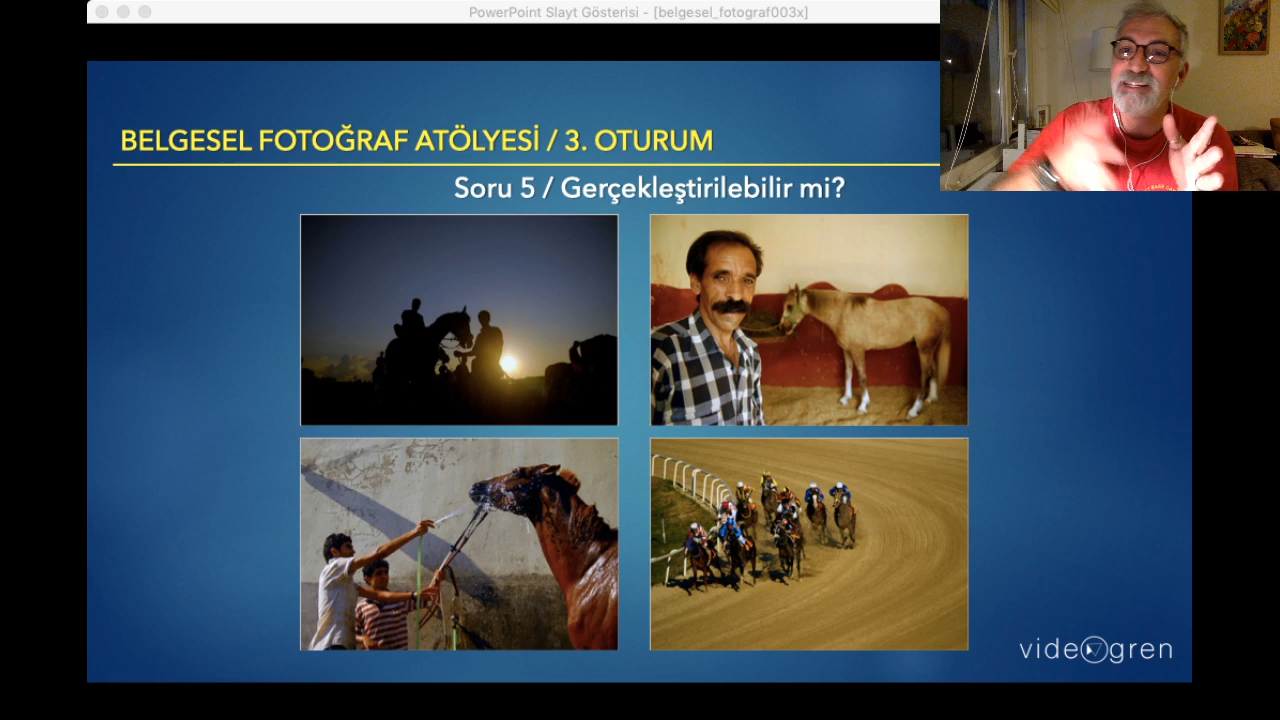 PowerPoint Slayt Gösterisi - [belgesel_fotograf003x]
BELGESEL FOTOĞRAF ATÖLYESİ / 3. OTURUM
Soru 5 / Gerçekleştirilebilir mi?
videogren